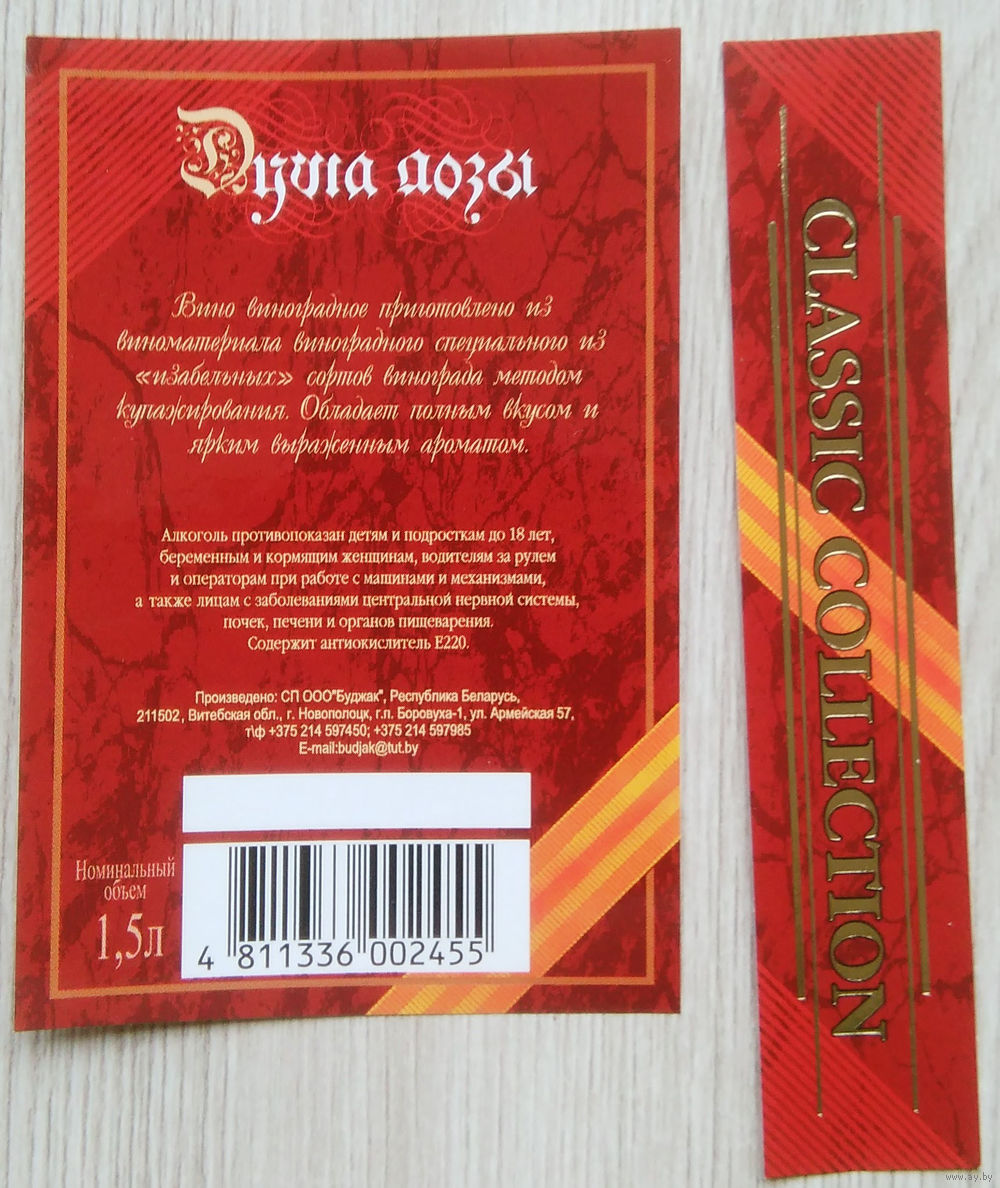 Душа лозы
Вино виноградное приготовлено из
виноматериала виноградного специального из
«изабельных» сортов винограда методом
купажирования. Обладает полным вкусом и
ярким выраженным ароматом.
Алкоголь противопоказан детям и подросткам до 18 лет,
беременным и кормящим женщинам, водителям за рулем
и операторам при работе с машинами и механизмами,
а также лицам с заболеваниями центральной нервной системы,
почек, печени и органов пищеварения.
Содержит антиокислитель Е220.
Произведено: СП ООО"Буджак", Республика Беларусь,
211502, Витебская обл., г. Новополоцк, г.п. Боровуха-1, ул. Армейская 57,
т\ф +375 214 597450; +375 214 597985
E-mail:budjak@tut.by
Номинальный
объем
1,5л
4 811336 002455
CLASSIC COLLECTION
www.ay.by